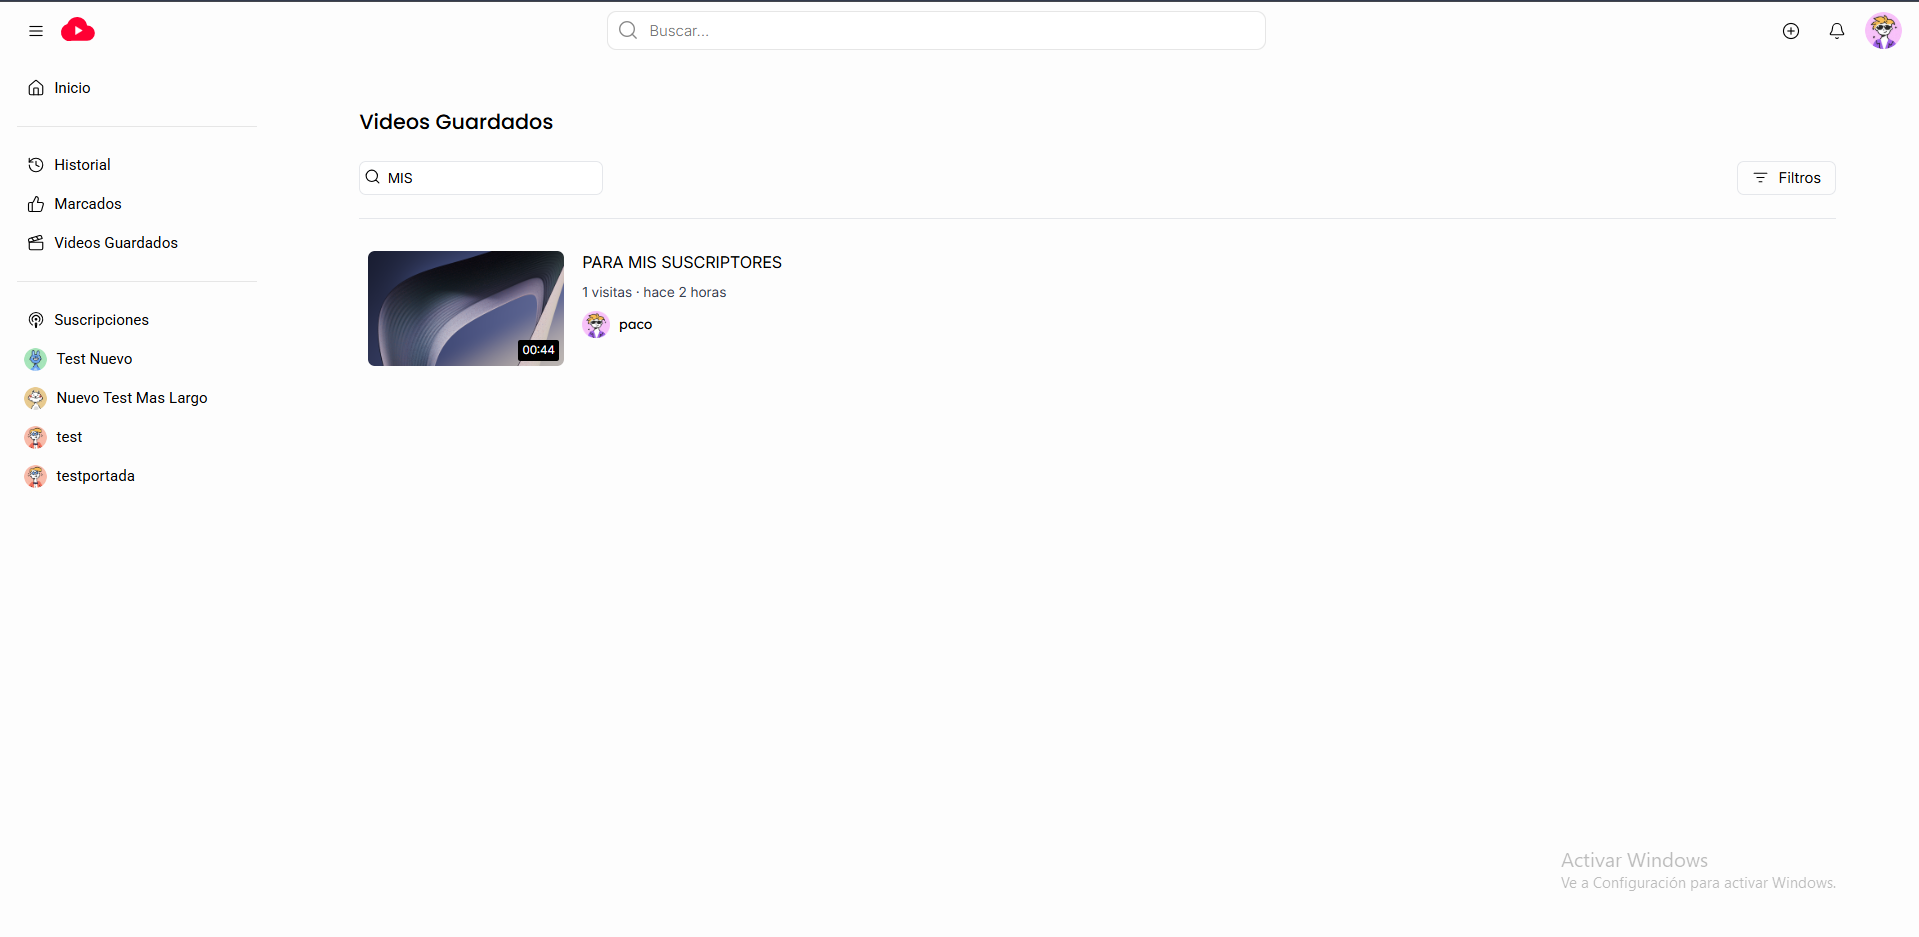 Buscar...
Inicio
Historial
Marcados
Videos Guardados
Suscripciones
Test Nuevo
Nuevo Test Mas Largo
test
testportada
Videos Guardados
MIS
Filtros
00:44
PARA MIS SUSCRIPTORES
1 visitas · hace 2 horas
paco
Activar Windows
Ve a Configuración para activar Windows.